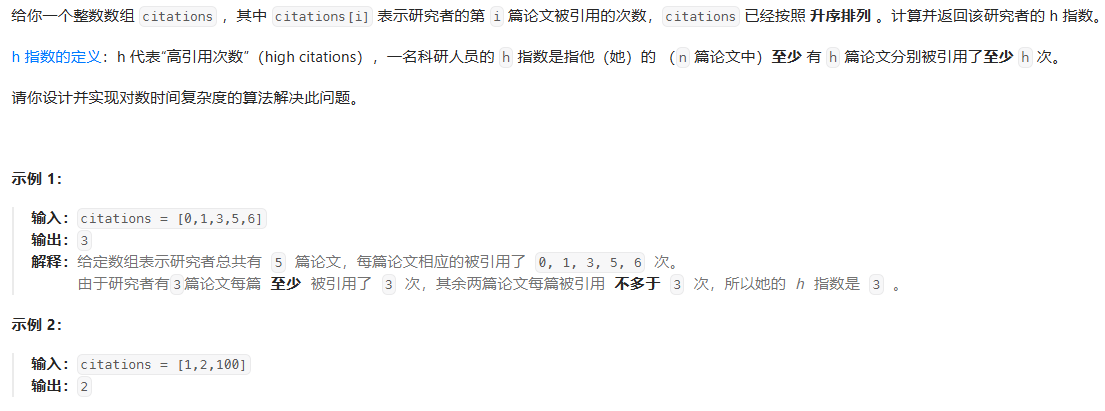 给你一个整数数组 citations ，其中 citations[i] 表示研究者的第 i 篇论文被引用的次数，citations 已经按照 升序排列 。计算并返回该研究者的 h 指数。
h 指数的定义：h 代表“高引用次数”（high citations），一名科研人员的 h 指数是指他（她）的 （n 篇论文中）至少 有 h 篇论文分别被引用了至少 h 次。
请你设计并实现对数时间复杂度的算法解决此问题。
示例 1：
输入：citations = [0,1,3,5,6]
输出：3
解释：给定数组表示研究者总共有 5 篇论文，每篇论文相应的被引用了 0, 1, 3, 5, 6 次。
由于研究者有3篇论文每篇 至少 被引用了 3 次，其余两篇论文每篇被引用 不多于 3 次，所以她的 h 指数是 3 。
示例 2：
输入：citations = [1,2,100]
输出：2